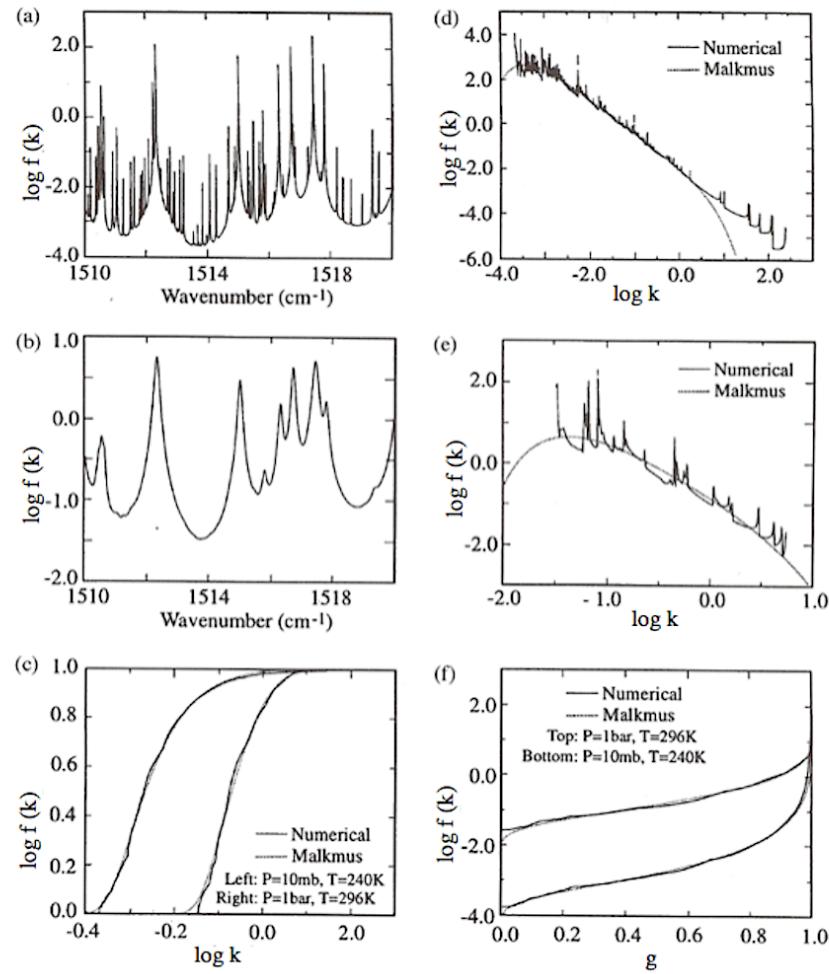 (a)
2.0
0.0
-2.0
-4.0
log f (k)
1510
1514
1518
Wavenumber (cm-1)
(d)
4.0
2.0
0.0
-2.0
-4.0
-6.0
log f (k)
Numerical
Malkmus
-4.0
-2.0
0.0
2.0
log k
(b)
1.0
0.0
-1.0
-2.0
log f (k)
1510
1514
1518
Wavenumber (cm-1)
(e)
2.0
0.0
-2.0
log f (k)
Numerical
Malkmus
-2.0
-1.0
0.0
1.0
log k
(c)
1.0
0.8
0.6
0.4
0.2
0.0
log f (k)
Numerical
Malkmus
Left: P=10mb, T=240K
Right: P=1bar, T=296K
-0.4
-0.2
0.0
2.0
log k
(f)
2.0
0.0
-2.0
-4.0
log f (k)
Numerical
Malkmus
Top: P=1bar, T=296K
Bottom: P=10mb, T=240K
0.0
0.2
0.4
0.6
0.8
1.0
g